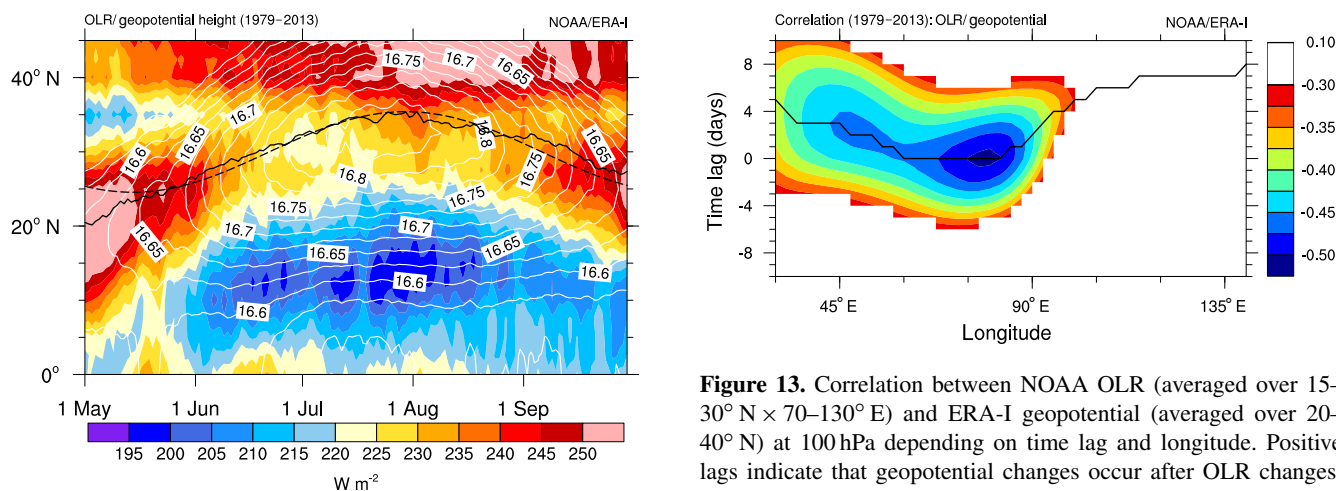 OLR/ geopotential height (1979−2013) NOAA/ERA-I
40° N
20° N
0°
16.75 16.7 16.65
16.7
16.65
16.6
16.8
16.65
16.75
16.8
16.75
16.65
16.7
16.75
16.7
16.65
16.65
16.6
16.6
16.6
1 May 1 Jun 1 Jul 1 Aug 1 Sep
195 200 205 210 215 220 225 230 235 240 245 250
W m-2
Correlation (1979−2013): OLR/ geopotential NOAA/ERA-I
Time lag (days)
8
4
0
-4
-8
45° E 90° E 135° E
Longitude
0.10
-0.30
-0.35
-0.40
-0.45
-0.50
Figure 13. Correlation between NOAA OLR (averaged over 15–
30° N × 70–130° E) and ERA-I geopotential (averaged over 20–
40° N) at 100 hPa depending on time lag and longitude. Positive
lags indicate that geopotential changes occur after OLR changes.